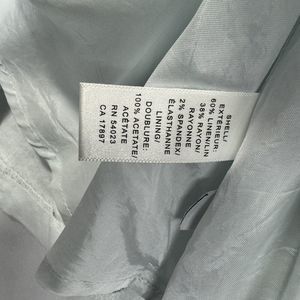 SHELL/
EXTÉRIEUR:
60% LINEN/LIN
38% RAYON/
RAYONNE
2% SPANDEX/
ÉLASTHANNE
LINING/
DOUBLURE:
100% ACETATE/
ACÉTATE
RN 54023
CA 17897